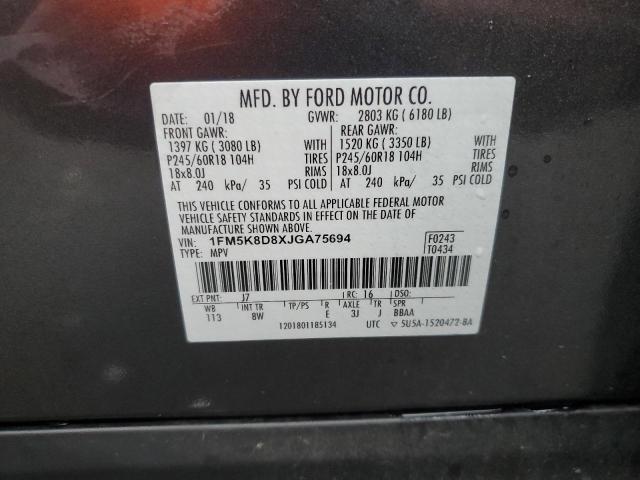 MFD. BY FORD MOTOR CO.
DATE: 01/18 GVWR: 2803 KG ( 6180 LB)
FRONT GAWR: REAR GAWR:
1397 KG ( 3080 LB) WITH 1520 KG ( 3350 LB) WITH
P245/60R18 104H TIRES P245/60R18 104H TIRES
18x8.0J RIMS 18x8.0J RIMS
AT 240 kPa/ 35 PSI COLD AT 240 kPa/ 35 PSI COLD
THIS VEHICLE CONFORMS TO ALL APPLICABLE FEDERAL MOTOR
VEHICLE SAFETY STANDARDS IN EFFECT ON THE DATE OF
MANUFACTURE SHOWN ABOVE.
VIN: 1FM5K8D8XJGA75694 F0243
TYPE: MPV T0434
EXT PNT: J7 RC: 16 DSO:
WB INT TR TP/PS R AXLE TR SPR
113 8W E 3J J BBAA
1201801185134 UTC ▽ 5U5A-1520472-BA